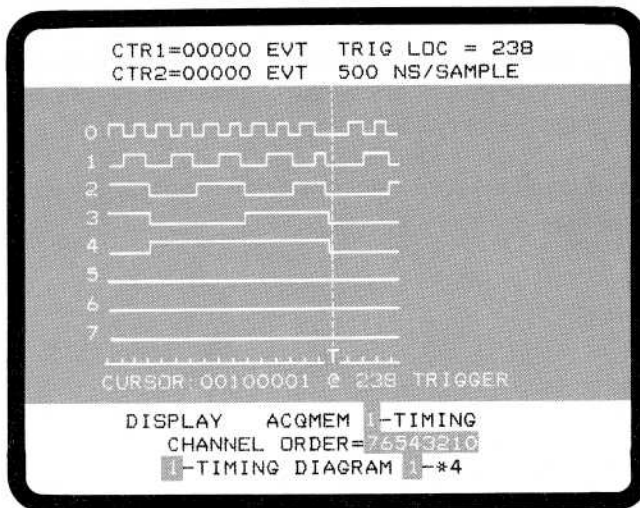 CTR1=00000 EVT TRIG LOC = 238
CTR2=00000 EVT 500 NS/SAMPLE
0
1
2
3
4
5
6
7
T
CURSOR:00100001 @ 238 TRIGGER
DISPLAY ACQMEM 1-TIMING
CHANNEL ORDER=76543210
1-TIMING DIAGRAM 1-*4